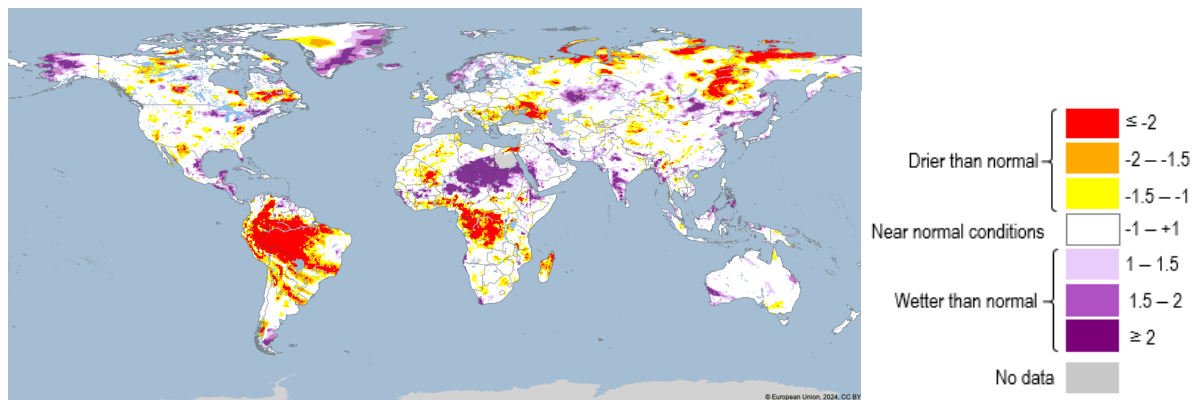 ≤ -2
Drier than normal
-2 – -1.5
-1.5 – -1
Near normal conditions
-1 – +1
1 – 1.5
Wetter than normal
1.5 – 2
≥ 2
No data
© European Union, 2024, CC BY